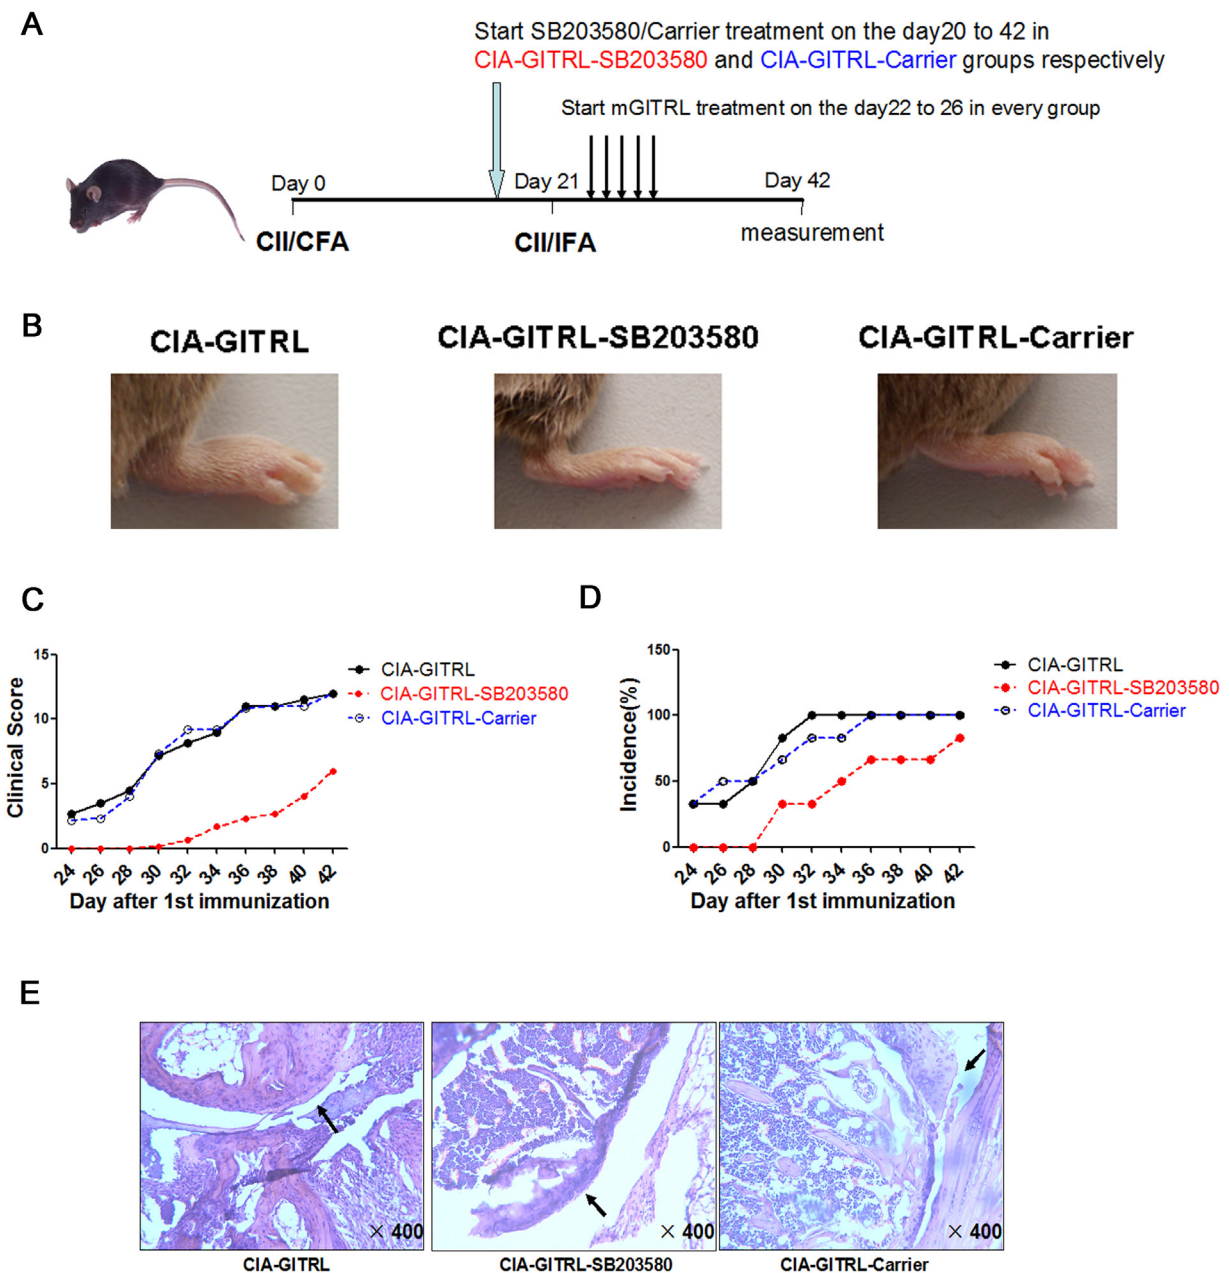 A
Start SB203580/Carrier treatment on the day20 to 42 in
CIA-GITRL-SB203580 and CIA-GITRL-Carrier groups respectively
Start mGITRL treatment on the day22 to 26 in every group
Day 0
Day 21
Day 42
CII/CFA
CII/IFA
measurement
B
CIA-GITRL
CIA-GITRL-SB203580
CIA-GITRL-Carrier
C
Clinical Score
15
10
5
0
24 26 28 30 32 34 36 38 40 42
Day after 1st immunization
CIA-GITRL
CIA-GITRL-SB203580
CIA-GITRL-Carrier
D
Incidence(%)
150
100
50
0
24 26 28 30 32 34 36 38 40 42
Day after 1st immunization
CIA-GITRL
CIA-GITRL-SB203580
CIA-GITRL-Carrier
E
× 400
× 400
× 400
CIA-GITRL
CIA-GITRL-SB203580
CIA-GITRL-Carrier